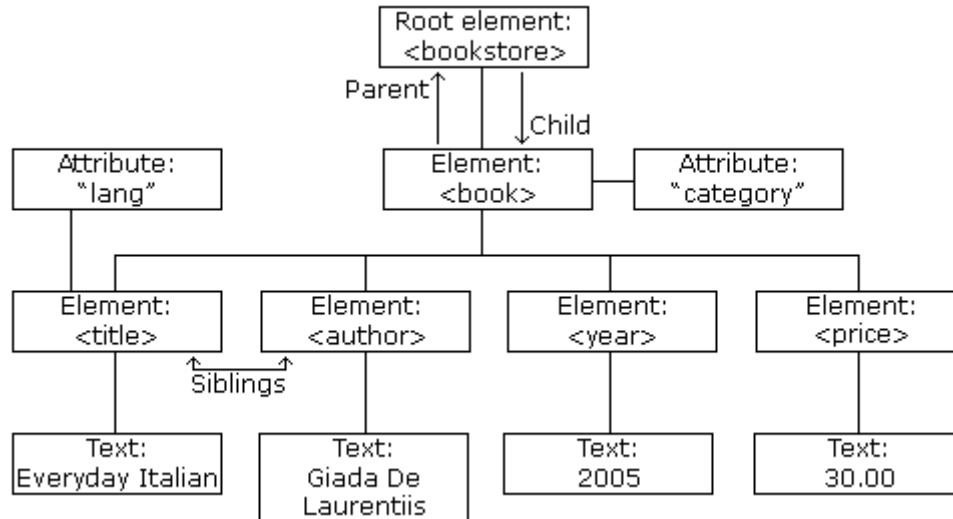 Root element:
<bookstore>
Parent
Child
Attribute:
“lang”
Element:
<book>
Attribute:
“category”
Element:
<title>
Element:
<author>
Element:
<year>
Element:
<price>
Siblings
Text:
Everyday Italian
Text:
Giada De
Laurentiis
Text:
2005
Text:
30.00